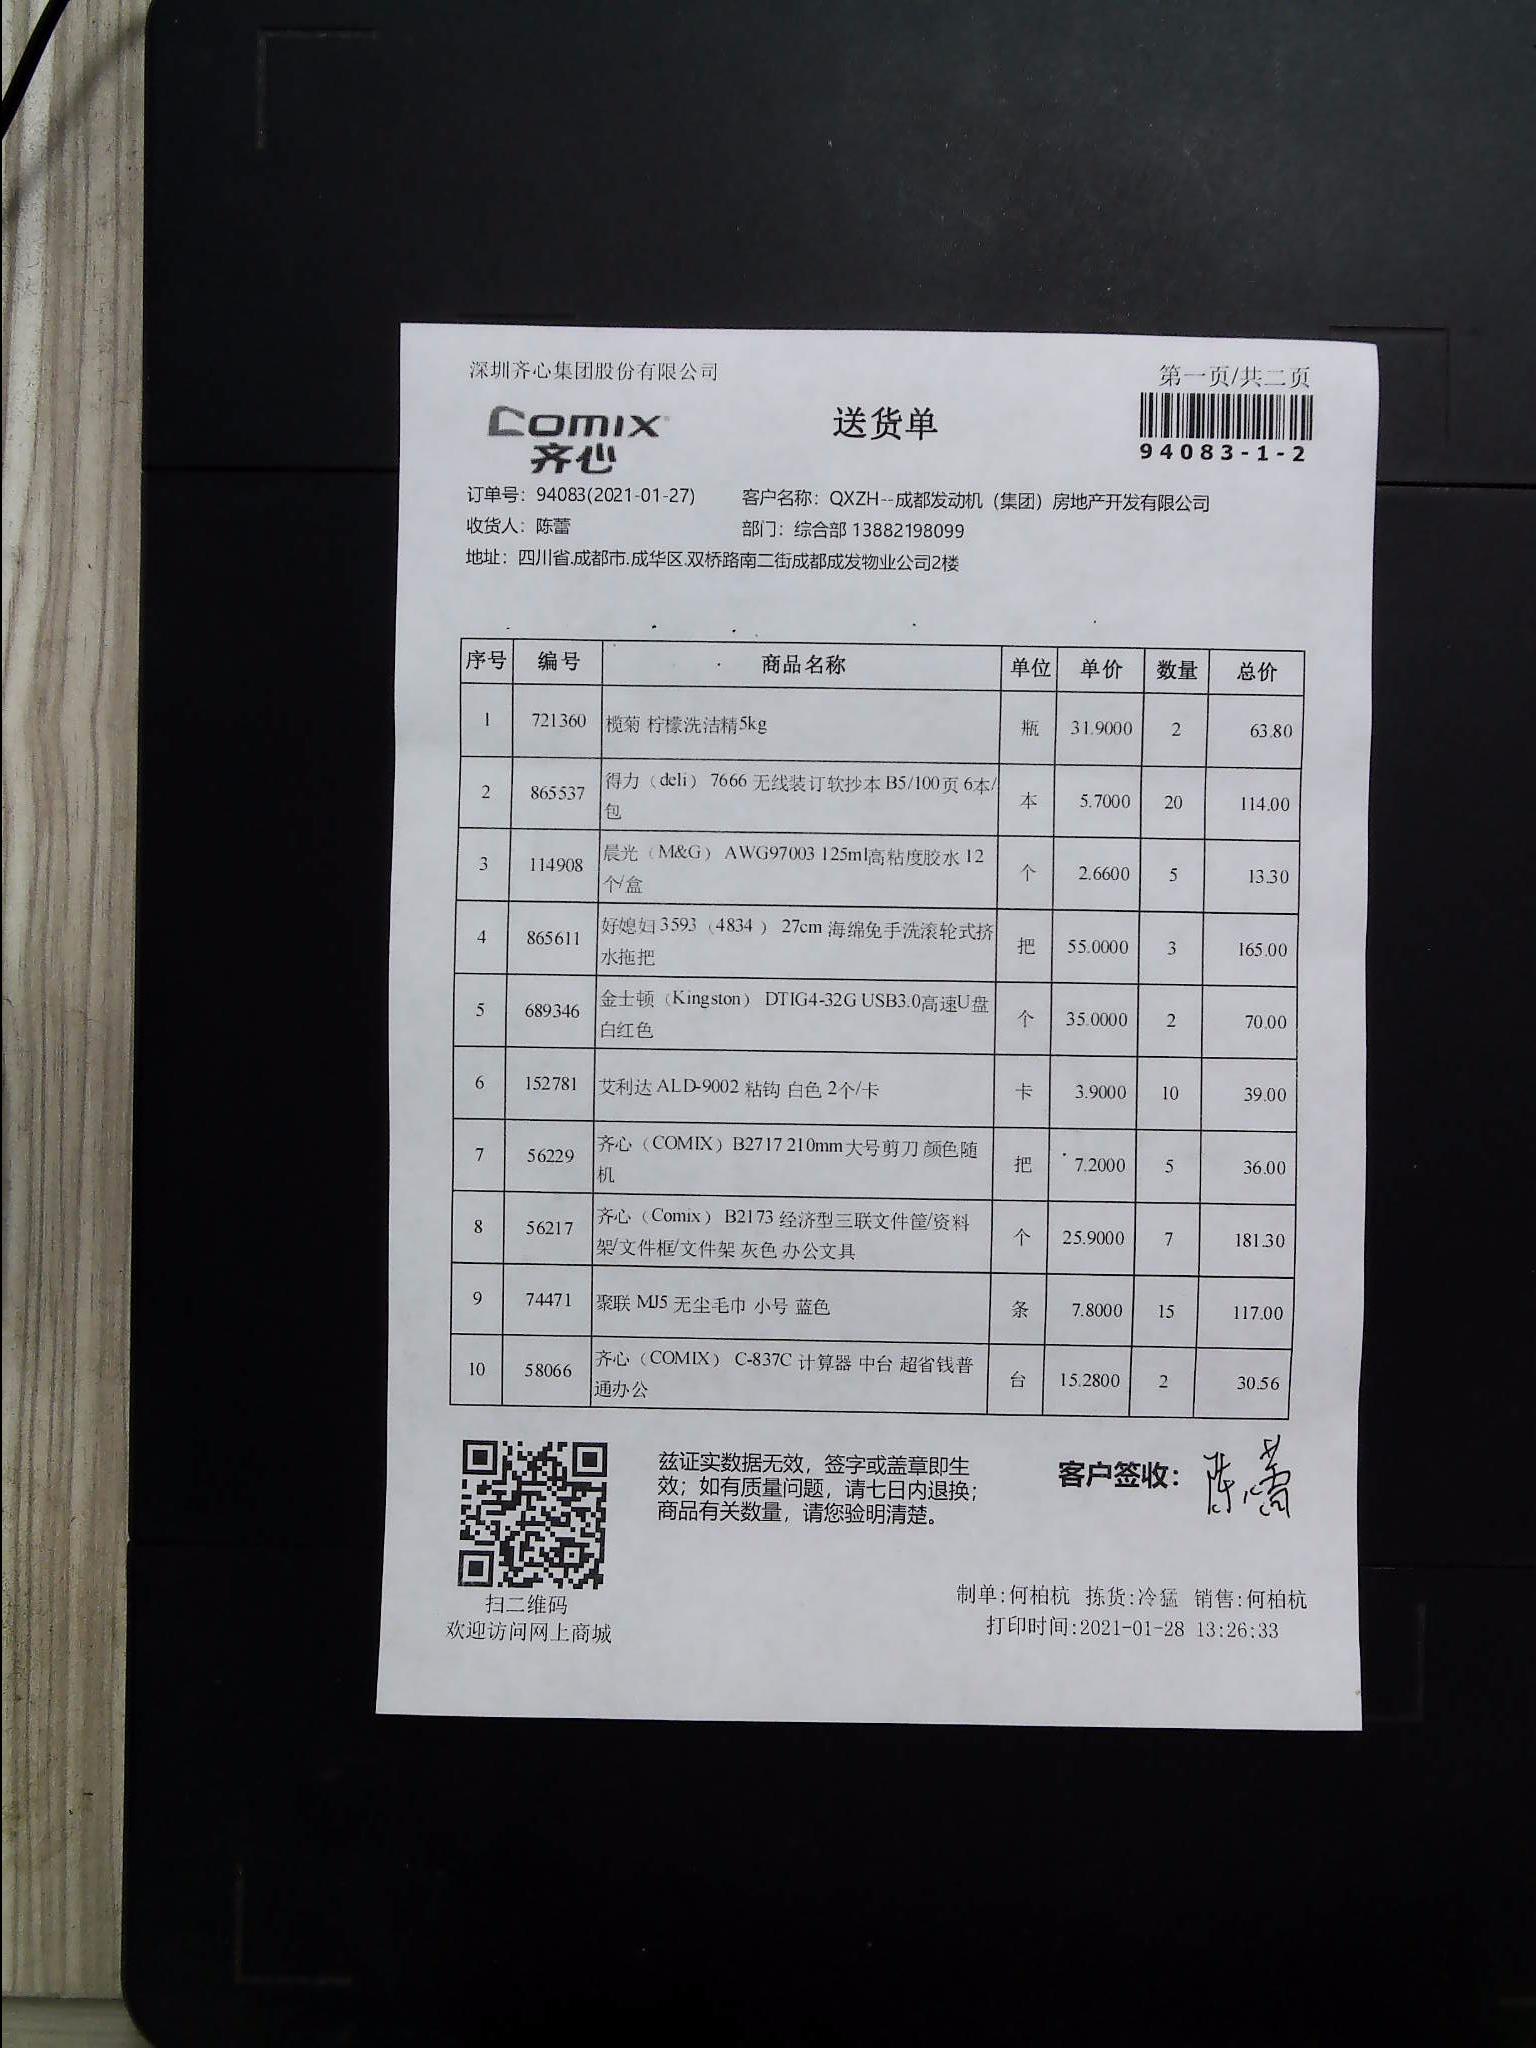 深圳齐心集团股份有限公司
第一页/共二页
comix
齐心
送货单
94083-1-2
订单号：94083(2021-01-27) 客户名称：QXZH--成都发动机（集团）房地产开发有限公司
收货人：陈蕾 部门：综合部 13882198099
地址：四川省.成都市.成华区.双桥路南二街成都成发物业公司2楼
序号 编号 商品名称 单位 单价 数量 总价
1 721360 榄菊 柠檬洗洁精5kg 瓶 31.9000 2 63.80
2 865537 得力（deli） 7666 无线装订软抄本 B5/100页 6本/
包 本 5.7000 20 114.00
3 114908 晨光（M&G） AWG97003 125ml高粘度胶水 12
个/盒 个 2.6600 5 13.30
4 865611 好媳妇 3593（4834 ） 27cm 海绵免手洗滚轮式挤
水拖把 把 55.0000 3 165.00
5 689346 金士顿（Kingston） DTIG4-32G USB3.0高速U盘
白红色 个 35.0000 2 70.00
6 152781 艾利达 ALD-9002 粘钩 白色 2个/卡 卡 3.9000 10 39.00
7 56229 齐心（COMIX）B2717 210mm大号剪刀 颜色随
机 把 7.2000 5 36.00
8 56217 齐心（Comix） B2173 经济型三联文件筐/资料
架/文件框/文件架 灰色 办公文具 个 25.9000 7 181.30
9 74471 聚联 MJ5 无尘毛巾 小号 蓝色 条 7.8000 15 117.00
10 58066 齐心（COMIX） C-837C 计算器 中台 超省钱普
通办公 台 15.2800 2 30.56
兹证实数据无效，签字或盖章即生
效；如有质量问题，请七日内退换；
商品有关数量，请您验明清楚。
客户签收：陈蕾
扫二维码
欢迎访问网上商城
制单:何柏杭 拣货:冷猛 销售:何柏杭
打印时间:2021-01-28 13:26:33